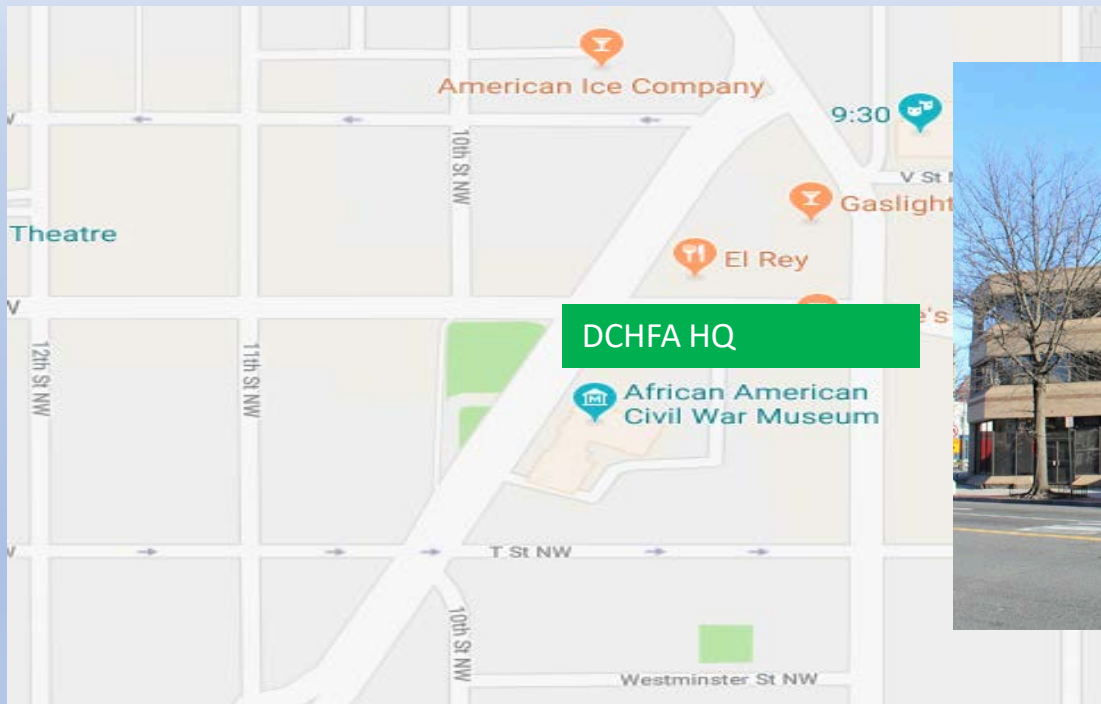 American Ice Company
9:30
10th St NW
V St
Gaslight
Theatre
El Rey
DCHFA HQ
e's
12th St NW
11th St NW
African American
Civil War Museum
T St NW
10th St NW
Westminster St NW